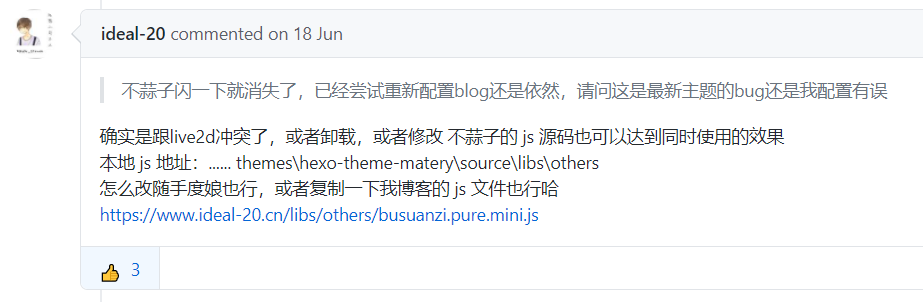 ideal-20 commented on 18 Jun
不蒜子闪一下就消失了，已经尝试重新配置blog还是依然，请问这是最新主题的bug还是我配置有误
确实是跟live2d冲突了，或者卸载，或者修改 不蒜子的 js 源码也可以达到同时使用的效果
本地 js 地址：...... themes\hexo-theme-matery\source\libs\others
怎么改随手度娘也行，或者复制一下我博客的 js 文件也行哈
https://www.ideal-20.cn/libs/others/busuanzi.pure.mini.js
👍 3